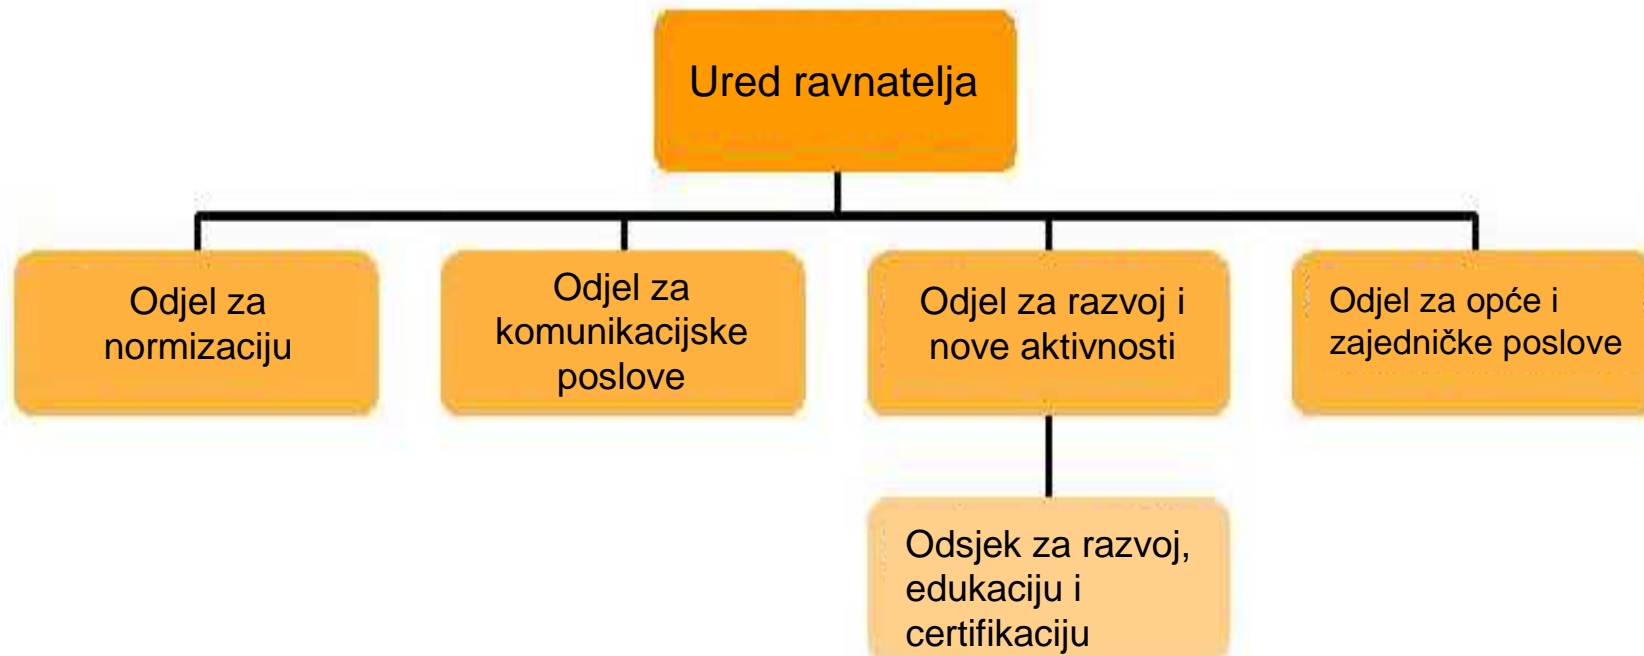 Ured ravnatelja
Odjel za
normizaciju
Odjel za
komunikacijske
poslove
Odjel za razvoj i
nove aktivnosti
Odjel za opće i
zajedničke poslove
Odsjek za razvoj,
edukaciju i
certifikaciju